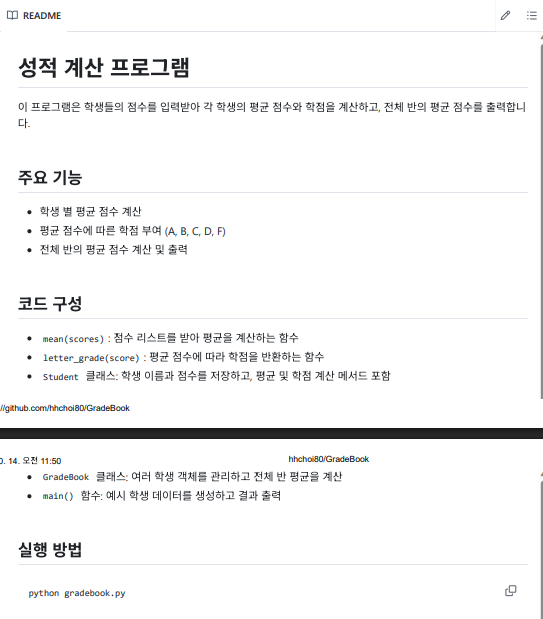 README
성적 계산 프로그램
이 프로그램은 학생들의 점수를 입력받아 각 학생의 평균 점수와 학점을 계산하고, 전체 반의 평균 점수를 출력합니
다.
주요 기능
학생 별 평균 점수 계산
평균 점수에 따른 학점 부여 (A, B, C, D, F)
전체 반의 평균 점수 계산 및 출력
코드 구성
mean(scores) : 점수 리스트를 받아 평균을 계산하는 함수
letter_grade(score) : 평균 점수에 따라 학점을 반환하는 함수
Student 클래스: 학생 이름과 점수를 저장하고, 평균 및 학점 계산 메서드 포함
//github.com/hhchoi80/GradeBook
0. 14. 오전 11:50 hhchoi80/GradeBook
GradeBook 클래스: 여러 학생 객체를 관리하고 전체 반 평균을 계산
main() 함수: 예시 학생 데이터를 생성하고 결과 출력
실행 방법
python gradebook.py